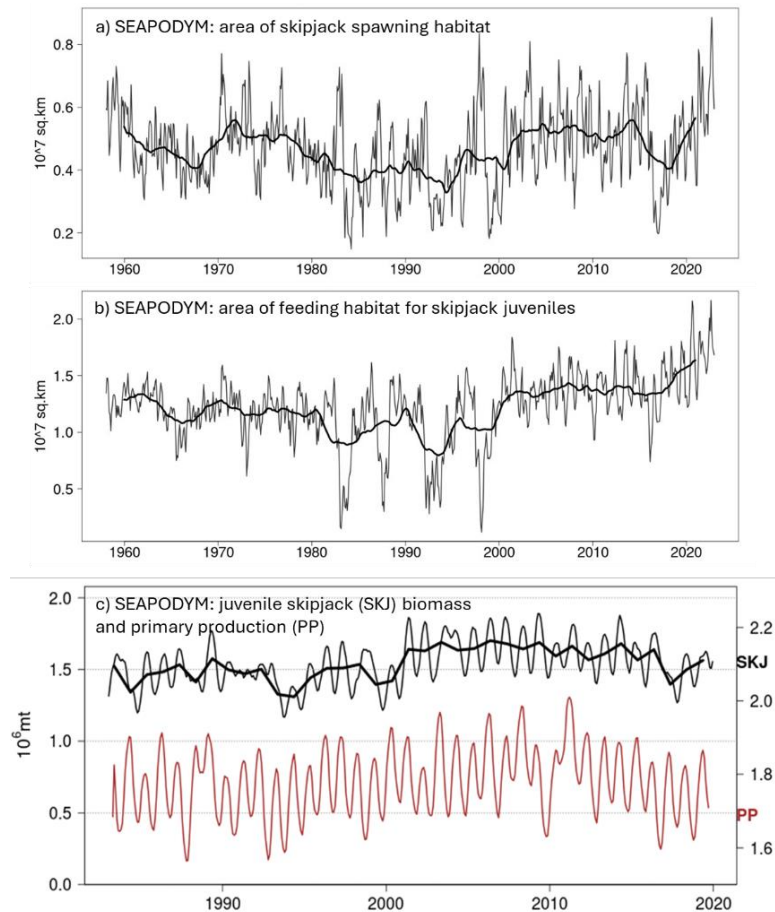 a) SEAPODYM: area of skipjack spawning habitat
0.8
0.6
0.4
0.2
10^7 sq.km
1960 1970 1980 1990 2000 2010 2020
b) SEAPODYM: area of feeding habitat for skipjack juveniles
2.0
1.5
1.0
0.5
10^7 sq.km
1960 1970 1980 1990 2000 2010 2020
c) SEAPODYM: juvenile skipjack (SKJ) biomass
and primary production (PP)
2.0
1.5
1.0
0.5
0.0
10⁶mt
2.2
SKJ
2.0
1.8
PP
1.6
1990 2000 2010 2020